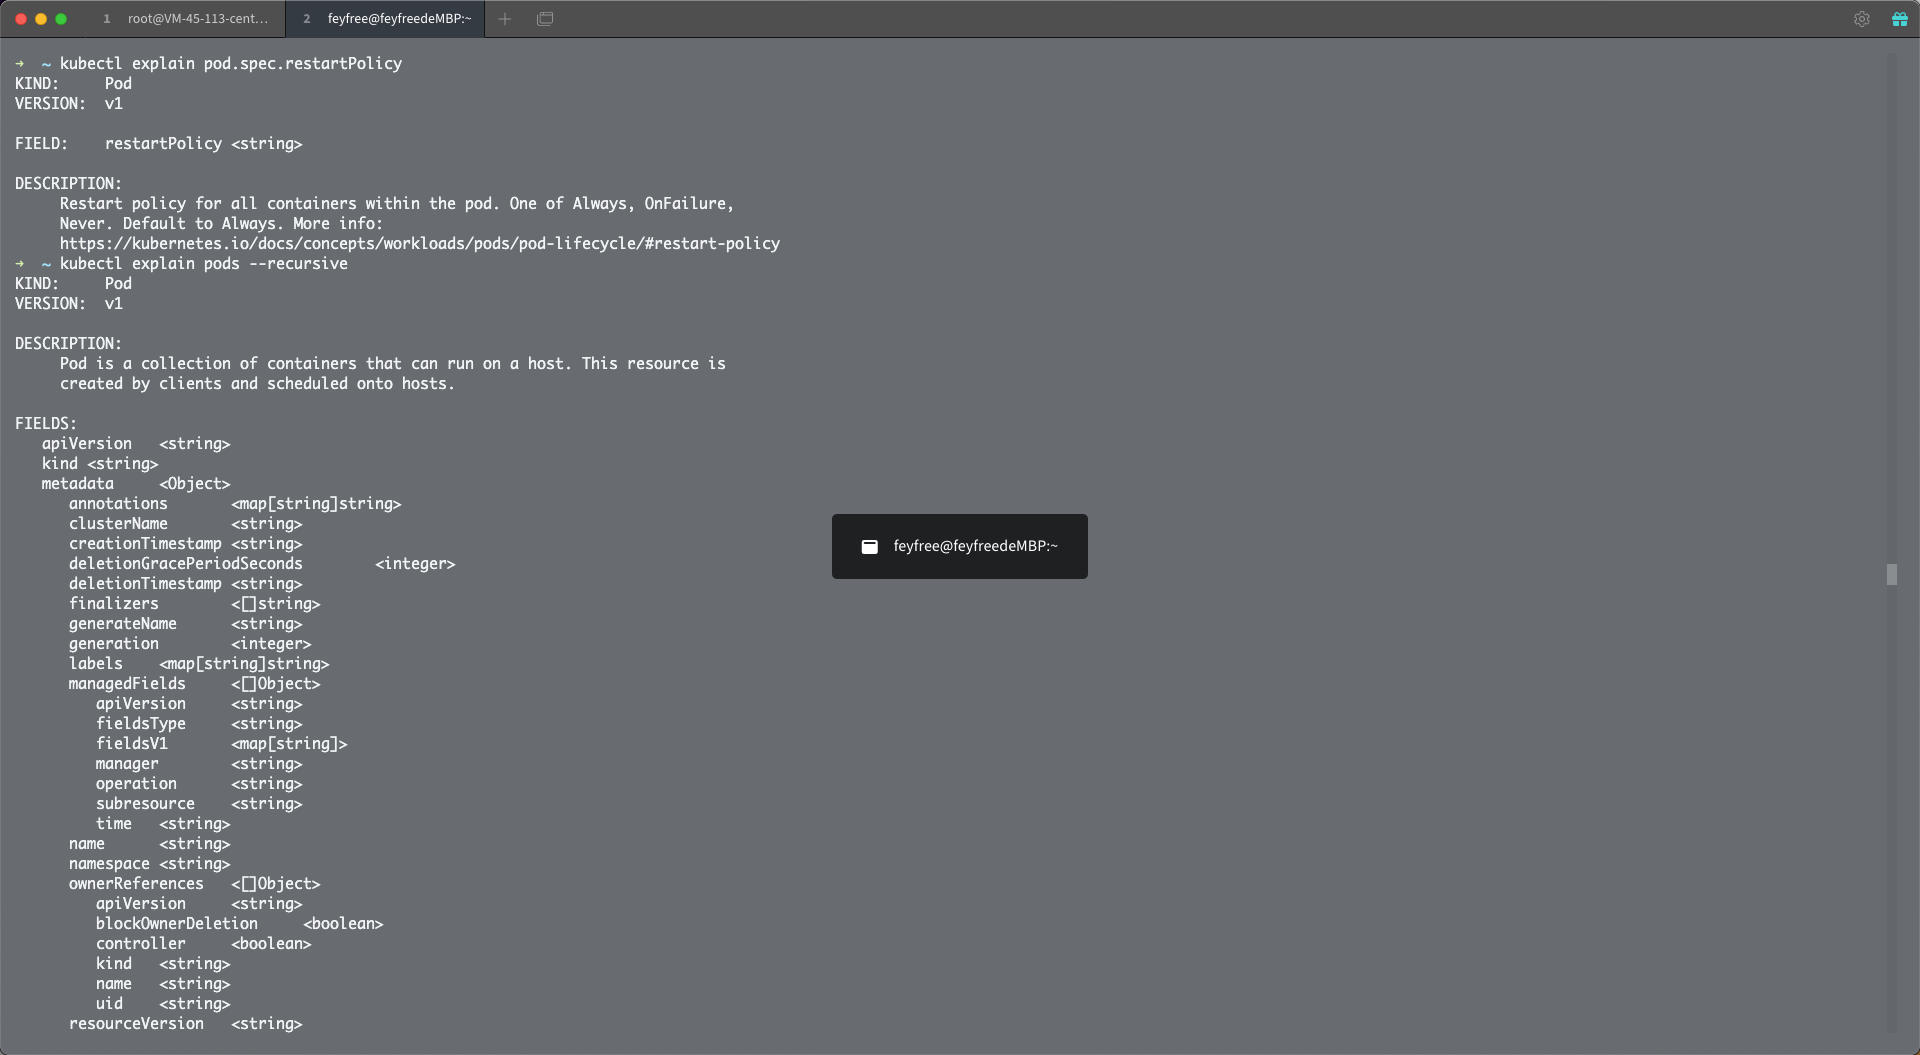 1 root@VM-45-113-cent... 2 feyfree@feyfreedeMBP:~
→ ~ kubectl explain pod.spec.restartPolicy
KIND:     Pod
VERSION:  v1
FIELD:    restartPolicy <string>
DESCRIPTION:
     Restart policy for all containers within the pod. One of Always, OnFailure,
     Never. Default to Always. More info:
     https://kubernetes.io/docs/concepts/workloads/pods/pod-lifecycle/#restart-policy
→ ~ kubectl explain pods --recursive
KIND:     Pod
VERSION:  v1
DESCRIPTION:
     Pod is a collection of containers that can run on a host. This resource is
     created by clients and scheduled onto hosts.
FIELDS:
   apiVersion   <string>
   kind <string>
   metadata     <Object>
      annotations       <map[string]string>
      clusterName       <string>
      creationTimestamp <string>
feyfree@feyfreedeMBP:~
      deletionGracePeriodSeconds        <integer>
      deletionTimestamp <string>
      finalizers        <[]string>
      generateName      <string>
      generation        <integer>
      labels    <map[string]string>
      managedFields     <[]Object>
         apiVersion     <string>
         fieldsType     <string>
         fieldsV1       <map[string]>
         manager        <string>
         operation      <string>
         subresource    <string>
         time   <string>
      name      <string>
      namespace <string>
      ownerReferences   <[]Object>
         apiVersion     <string>
         blockOwnerDeletion     <boolean>
         controller     <boolean>
         kind   <string>
         name   <string>
         uid    <string>
      resourceVersion   <string>